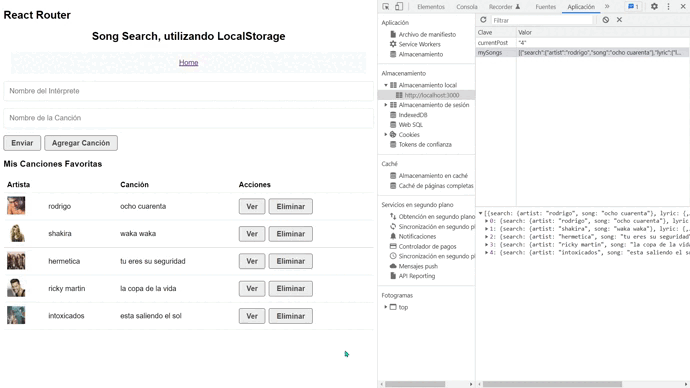 React Router
Song Search, utilizando LocalStorage
Home
Nombel del Intérprete
Nombre de la Canción
Enviar Agregar Canción
Mis Canciones Favoritas
Artista Canción Acciones
rodrigo ocho cuarenta Ver Eliminar
shakira waka waka Ver Eliminar
hermetica tu eres su seguridad Ver Eliminar
ricky martin la copa de la vida Ver Eliminar
intoxicados esta saliendo el sol Ver Eliminar
Elementos Consola Recorder Fuentes Aplicación » 1
Aplicación
Archivo de manifiesto
Service Workers
Almacenamiento
Almacenamiento
Almacenamiento local
http://localhost:3000
Almacenamiento de sesión
IndexedDB
Web SQL
Cookies
Tokens de confianza
Caché
Almacenamiento en caché
Caché de páginas completas
Servicios en segundo plano
Obtención en segundo plano
Sincronización en segundo pl
Notificaciones
Controlador de pagos
Sincronización en segundo pl
Mensajes push
API Reporting
Fotogramas
top
Filtrar
Clave Valor
currentPost "4"
mySongs [{"search":{"artist":"rodrigo","song":"ocho cuarenta"},"lyric":{"l...
[{search: {artist: "rodrigo", song: "ocho cuarenta"}, lyric: {,
0: {search: {artist: "rodrigo", song: "ocho cuarenta"},
1: {search: {artist: "shakira", song: "waka waka"}, lyric:
2: {search: {artist: "hermetica", song: "tu eres su seguri
3: {search: {artist: "ricky martin", song: "la copa de la vida
4: {search: {artist: "intoxicados", song: "esta saliendo el so